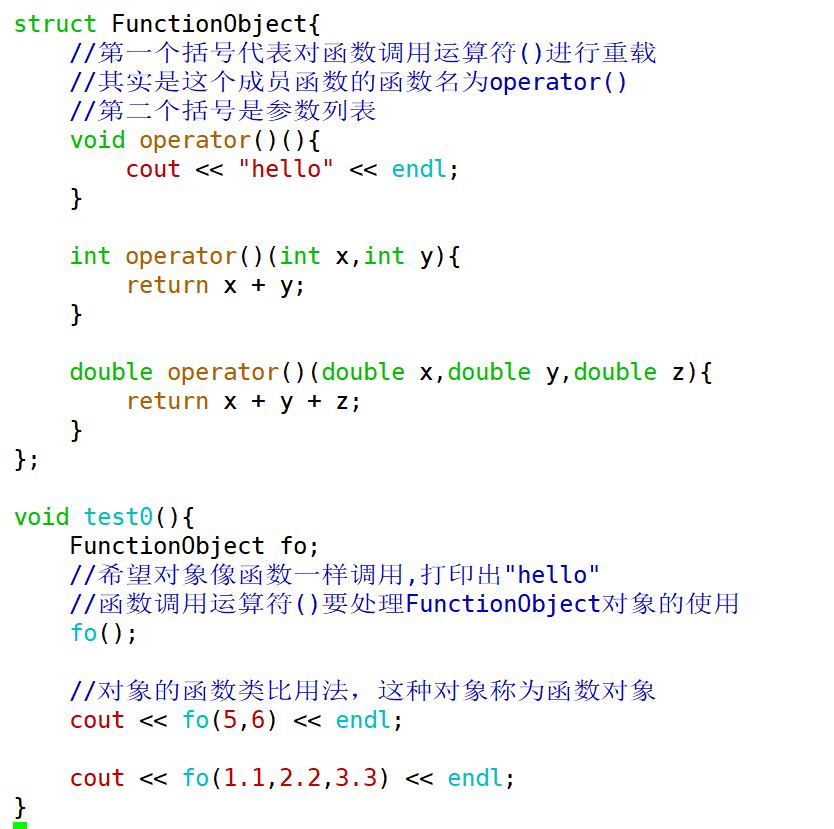 struct FunctionObject{
    //第一个括号代表对函数调用运算符()进行重载
    //其实是这个成员函数的函数名为operator()
    //第二个括号是参数列表
    void operator()(){
        cout << "hello" << endl;
    }

    int operator()(int x,int y){
        return x + y;
    }

    double operator()(double x,double y,double z){
        return x + y + z;
    }
};

void test0(){
    FunctionObject fo;
    //希望对象像函数一样调用,打印出"hello"
    //函数调用运算符()要处理FunctionObject对象的使用
    fo();

    //对象的函数类比用法，这种对象称为函数对象
    cout << fo(5,6) << endl;

    cout << fo(1.1,2.2,3.3) << endl;
}